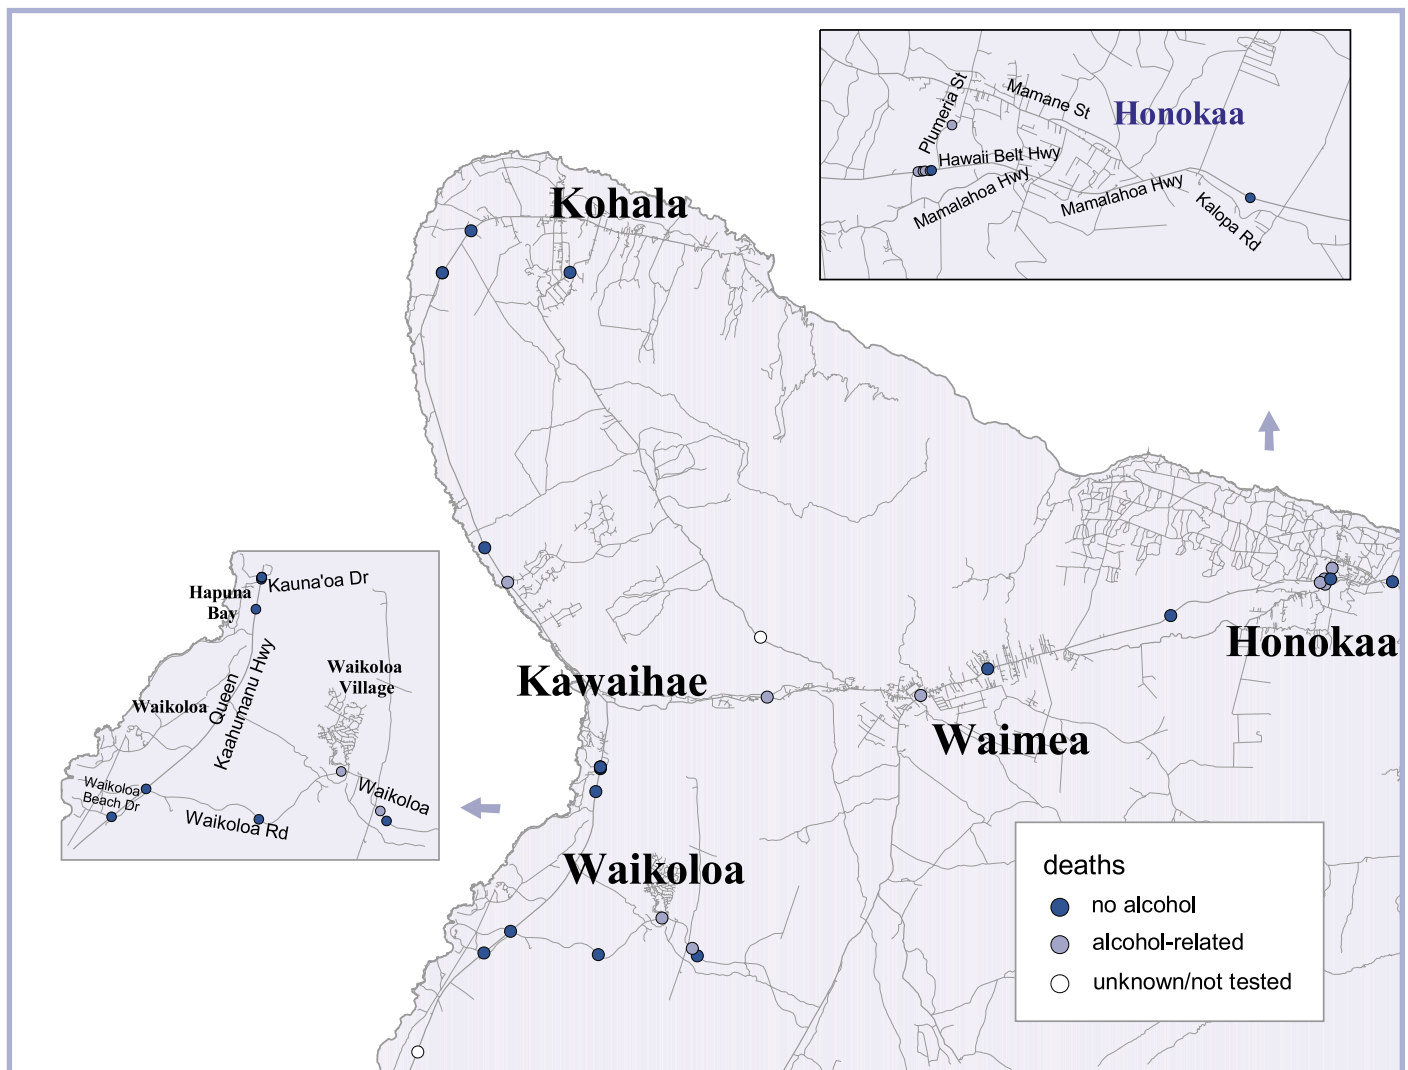 Plumeria St
Mamane St
Honokaa
Hawaii Belt Hwy
Mamalahoa Hwy
Mamalahoa Hwy
Kalopa Rd
Kohala
Kauna'oa Dr
Hapuna
Bay
Queen
Kaahumanu Hwy
Waikoloa
Village
Waikoloa
Waikoloa
Beach Dr
Waikoloa
Waikoloa Rd
Kawaihae
Honokaa
Waimea
Waikoloa
deaths
no alcohol
alcohol-related
unknown/not tested